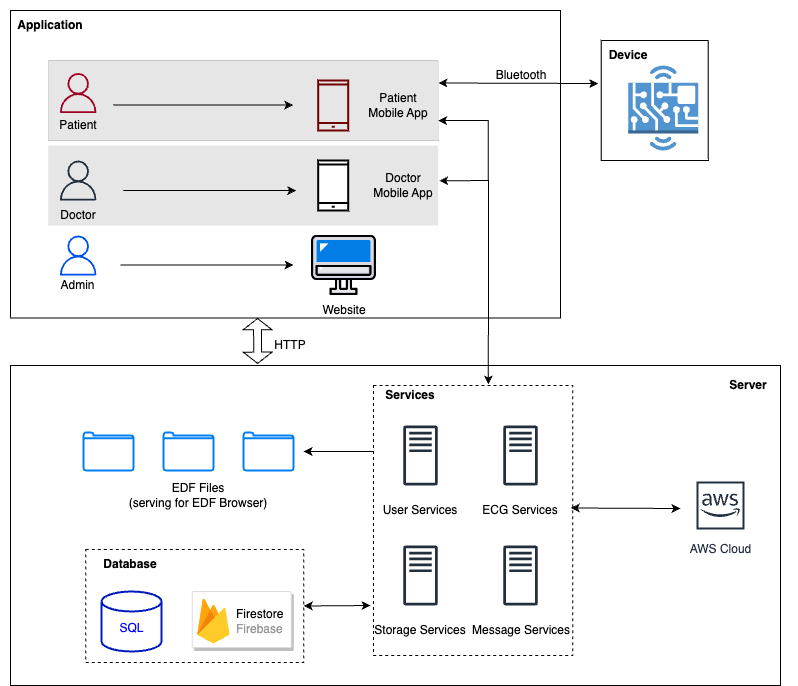 Application
Device
Bluetooth
Patient
Patient
Mobile App
Doctor
Doctor
Mobile App
Admin
Website
HTTP
Server
Services
EDF Files
(serving for EDF Browser)
User Services
ECG Services
aws
AWS Cloud
Database
SQL
Firestore
Firebase
Storage Services
Message Services